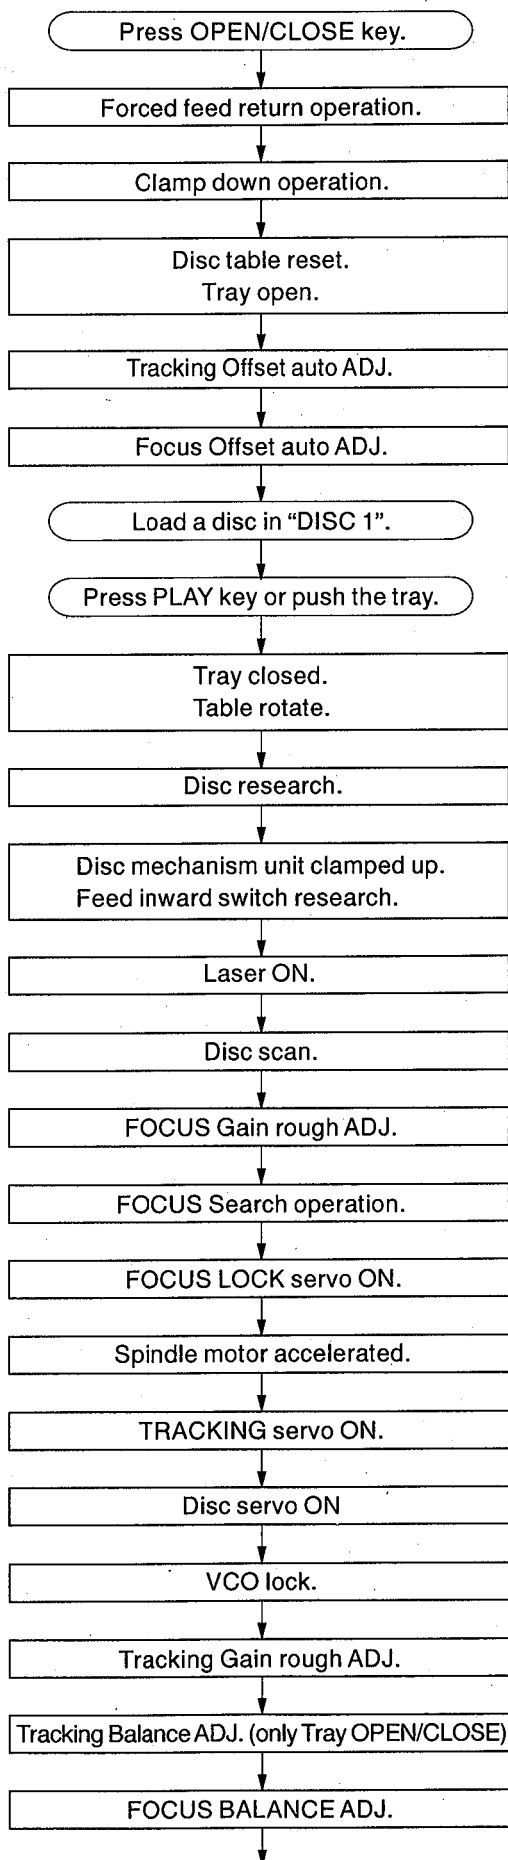 Press OPEN/CLOSE key.
Forced feed return operation.
Clamp down operation.
Disc table reset.
Tray open.
Tracking Offset auto ADJ.
Focus Offset auto ADJ.
Load a disc in “DISC 1”.
Press PLAY key or push the tray.
Tray closed.
Table rotate.
Disc research.
Disc mechanism unit clamped up.
Feed inward switch research.
Laser ON.
Disc scan.
FOCUS Gain rough ADJ.
FOCUS Search operation.
FOCUS LOCK servo ON.
Spindle motor accelerated.
TRACKING servo ON.
Disc servo ON
VCO lock.
Tracking Gain rough ADJ.
Tracking Balance ADJ. (only Tray OPEN/CLOSE)
FOCUS BALANCE ADJ.